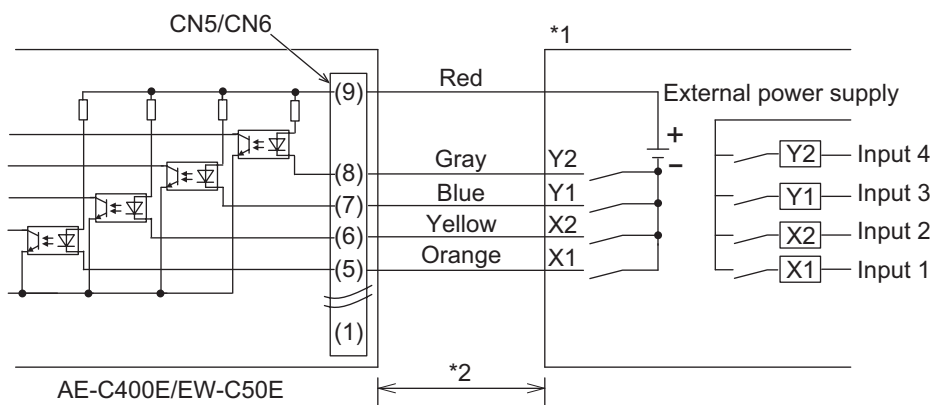 CN5/CN6
*1
(9)
Red
External power supply
+
−
(8)
Gray
Y2
Y2
Input 4
(7)
Blue
Y1
Y1
Input 3
(6)
Yellow
X2
X2
Input 2
(5)
Orange
X1
X1
Input 1
(1)
*2
AE-C400E/EW-C50E